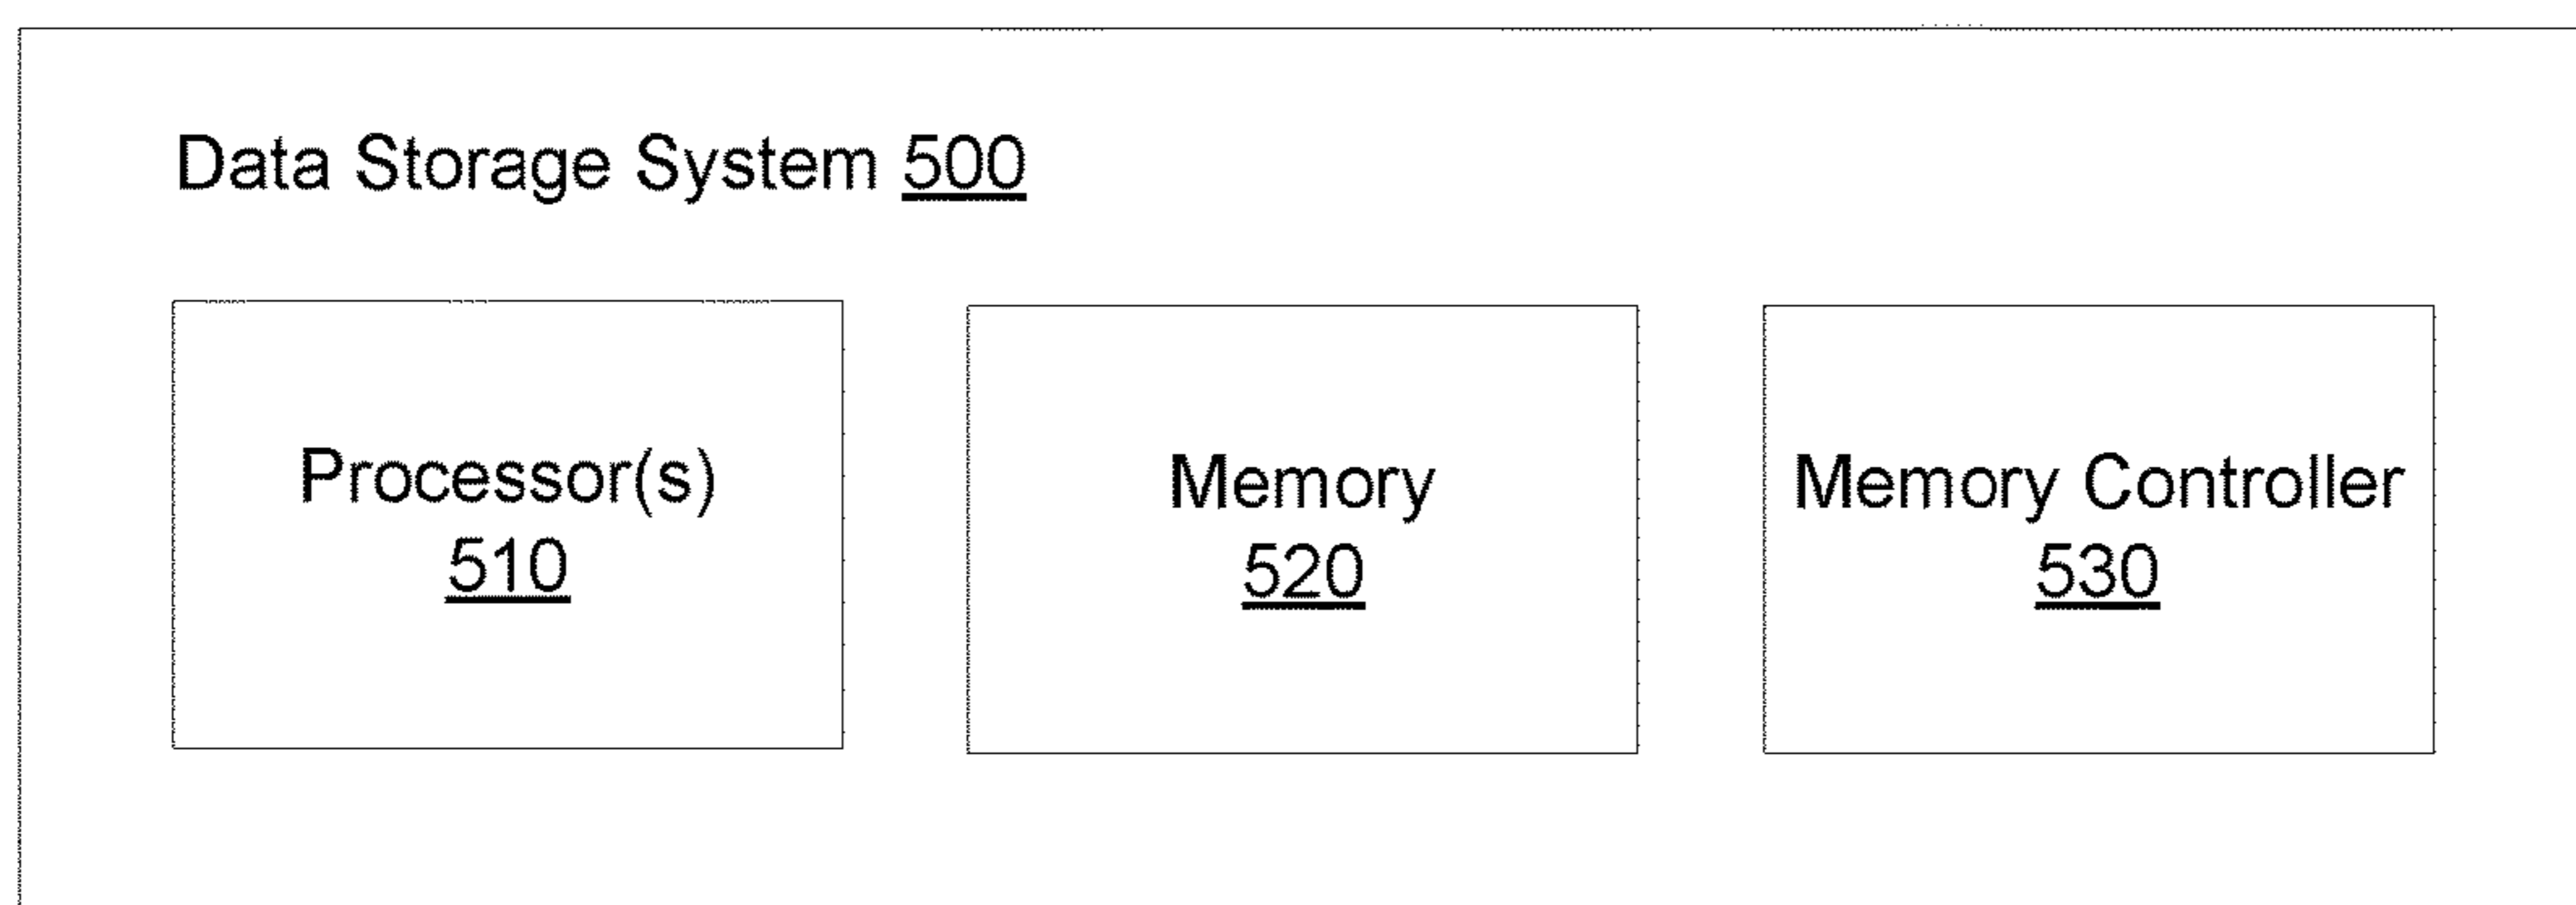 Data Storage System 500
Processor(s)
510
Memory
520
Memory Controller
530